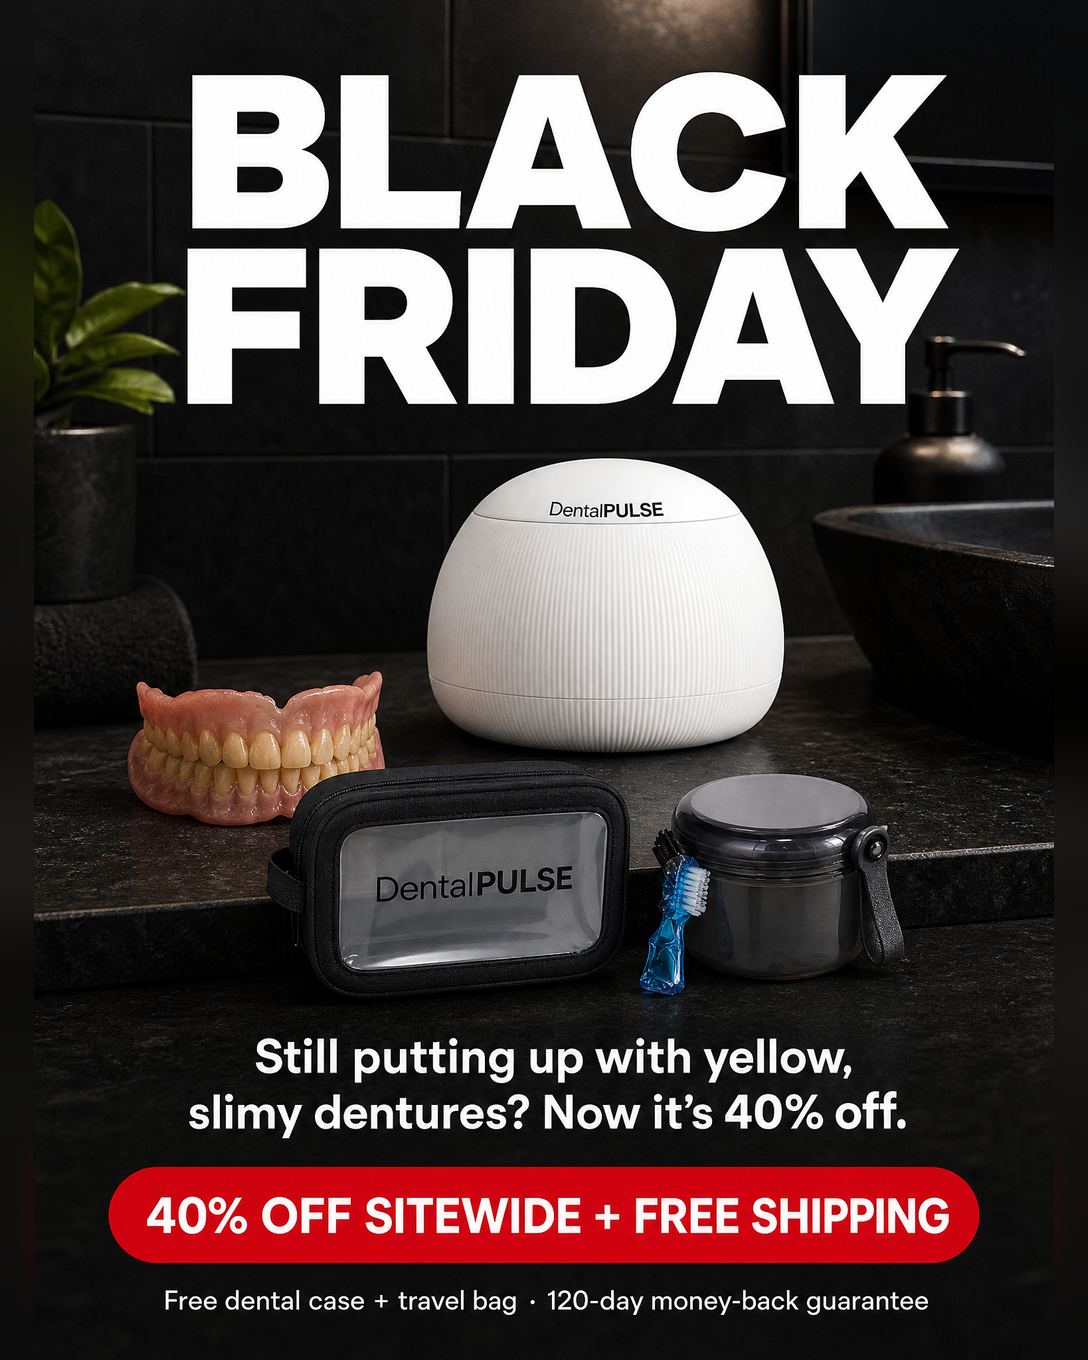 BLACK
FRIDAY
DentalPULSE
DentalPULSE
Still putting up with yellow,
slimy dentures? Now it’s 40% off.
40% OFF SITEWIDE + FREE SHIPPING
Free dental case + travel bag · 120-day money-back guarantee